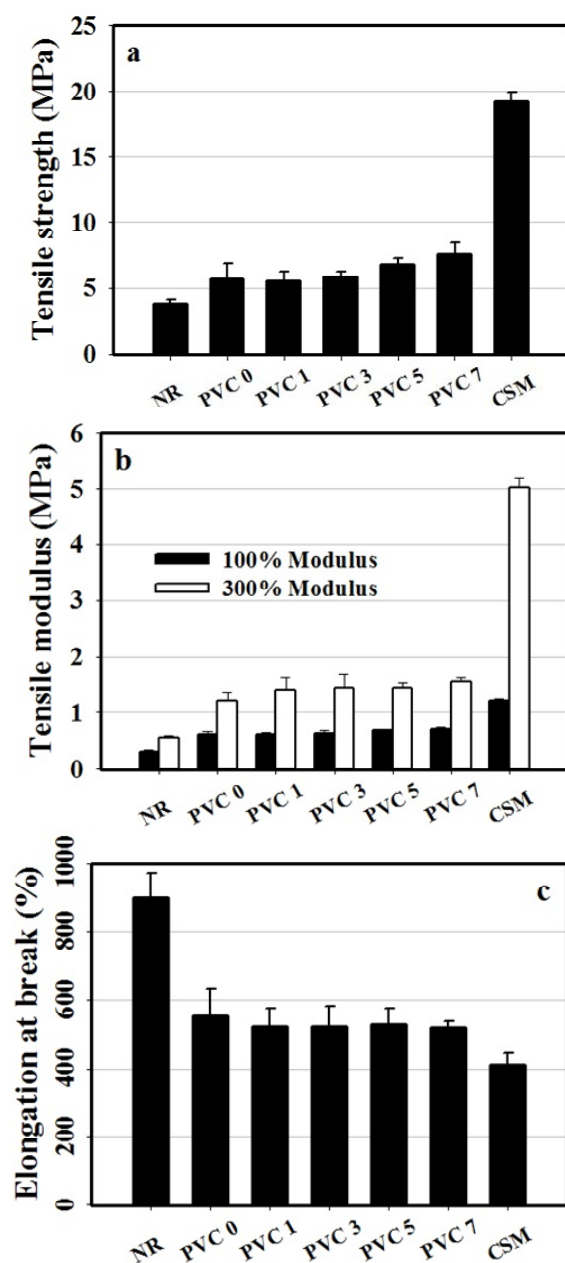 25
20
15
10
5
0
Tensile strength (MPa)
a
NR
PVC 0
PVC 1
PVC 3
PVC 5
PVC 7
CSM
6
5
4
3
2
1
0
Tensile modulus (MPa)
b
100% Modulus
300% Modulus
NR
PVC 0
PVC 1
PVC 3
PVC 5
PVC 7
CSM
1000
800
600
400
200
0
Elongation at break (%)
c
NR
PVC 0
PVC 1
PVC 3
PVC 5
PVC 7
CSM